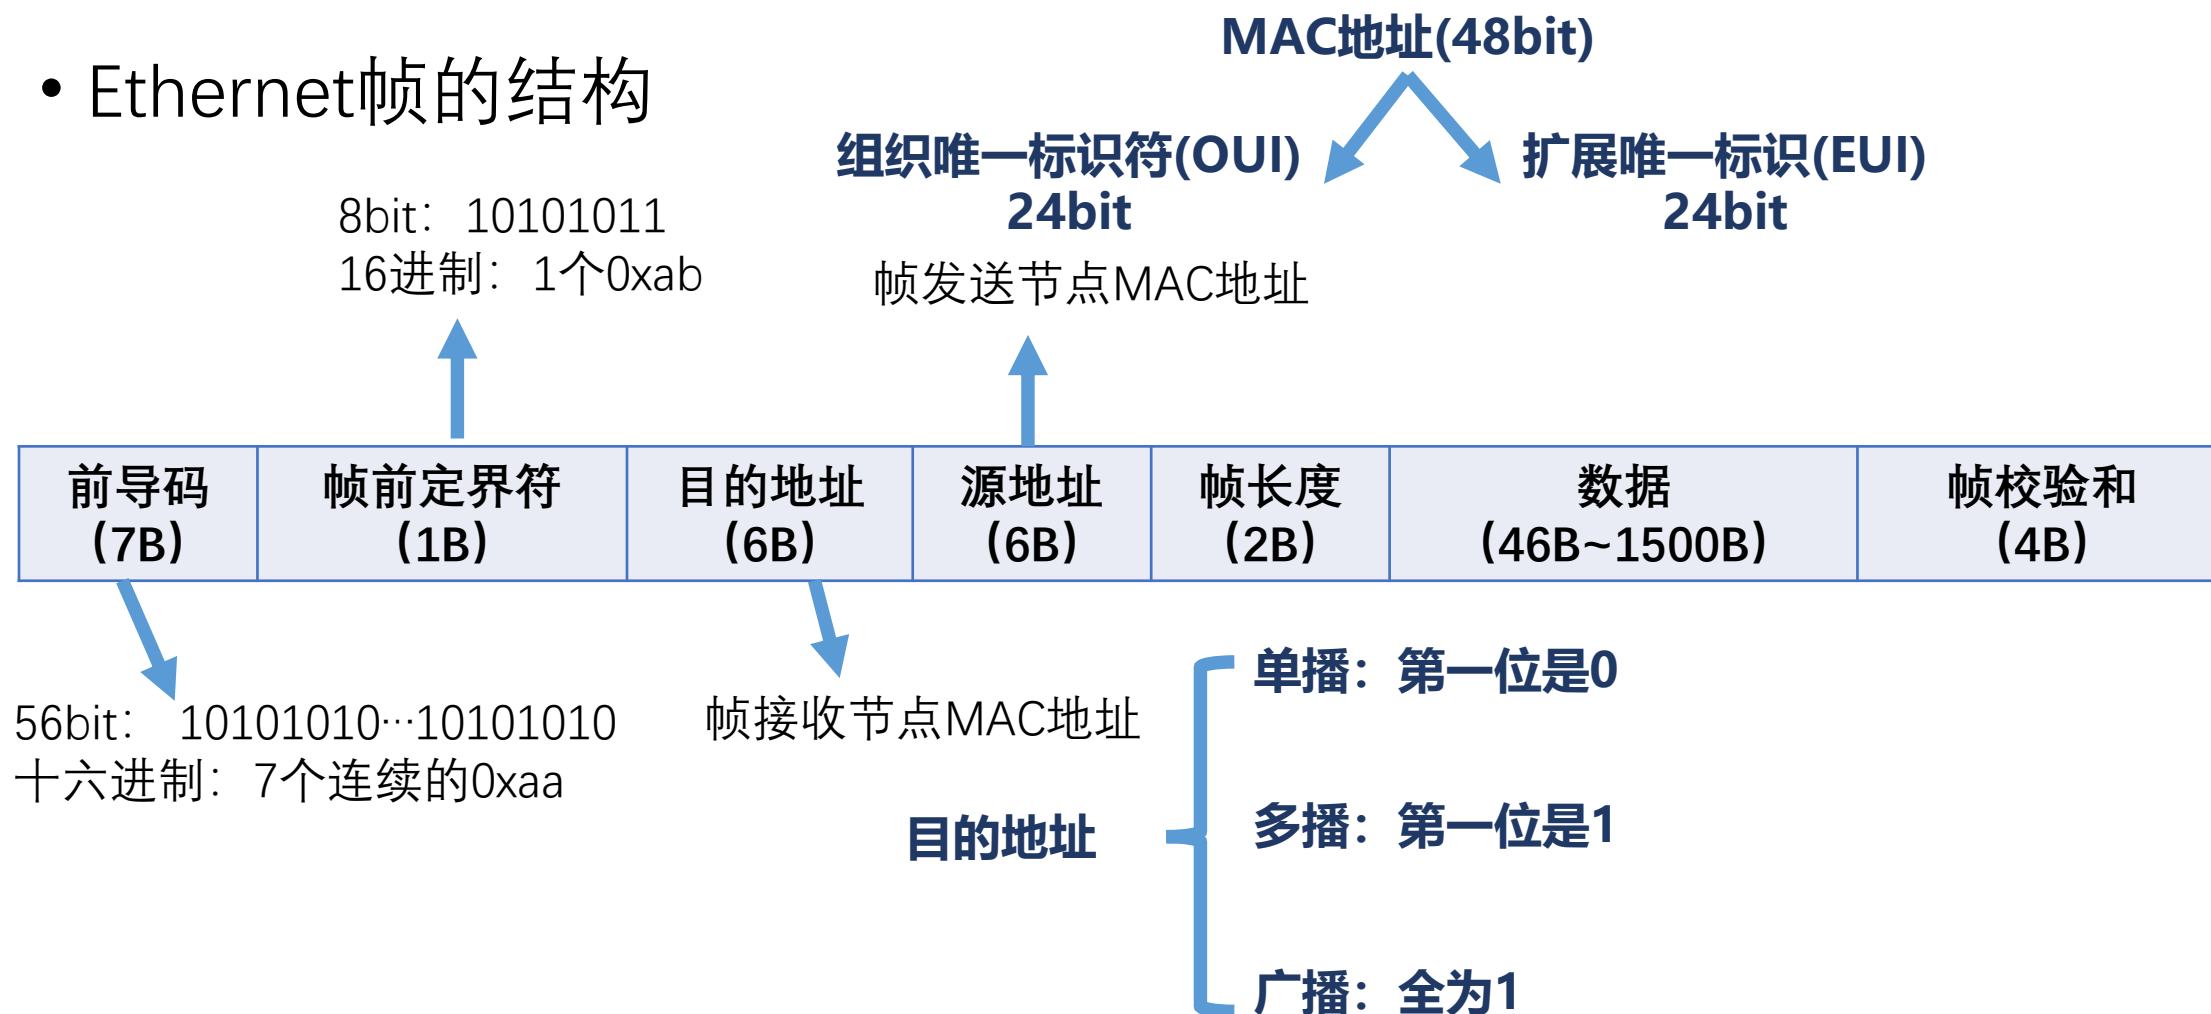 • Ethernet帧的结构
MAC地址(48bit)
组织唯一标识符(OUI)
24bit
扩展唯一标识(EUI)
24bit
8bit：10101011
16进制：1个0xab
帧发送节点MAC地址
前导码
(7B)
帧前定界符
(1B)
目的地址
(6B)
源地址
(6B)
帧长度
(2B)
数据
(46B~1500B)
帧校验和
(4B)
56bit： 10101010…10101010
十六进制：7个连续的0xaa
帧接收节点MAC地址
目的地址
单播：第一位是0
多播：第一位是1
广播：全为1